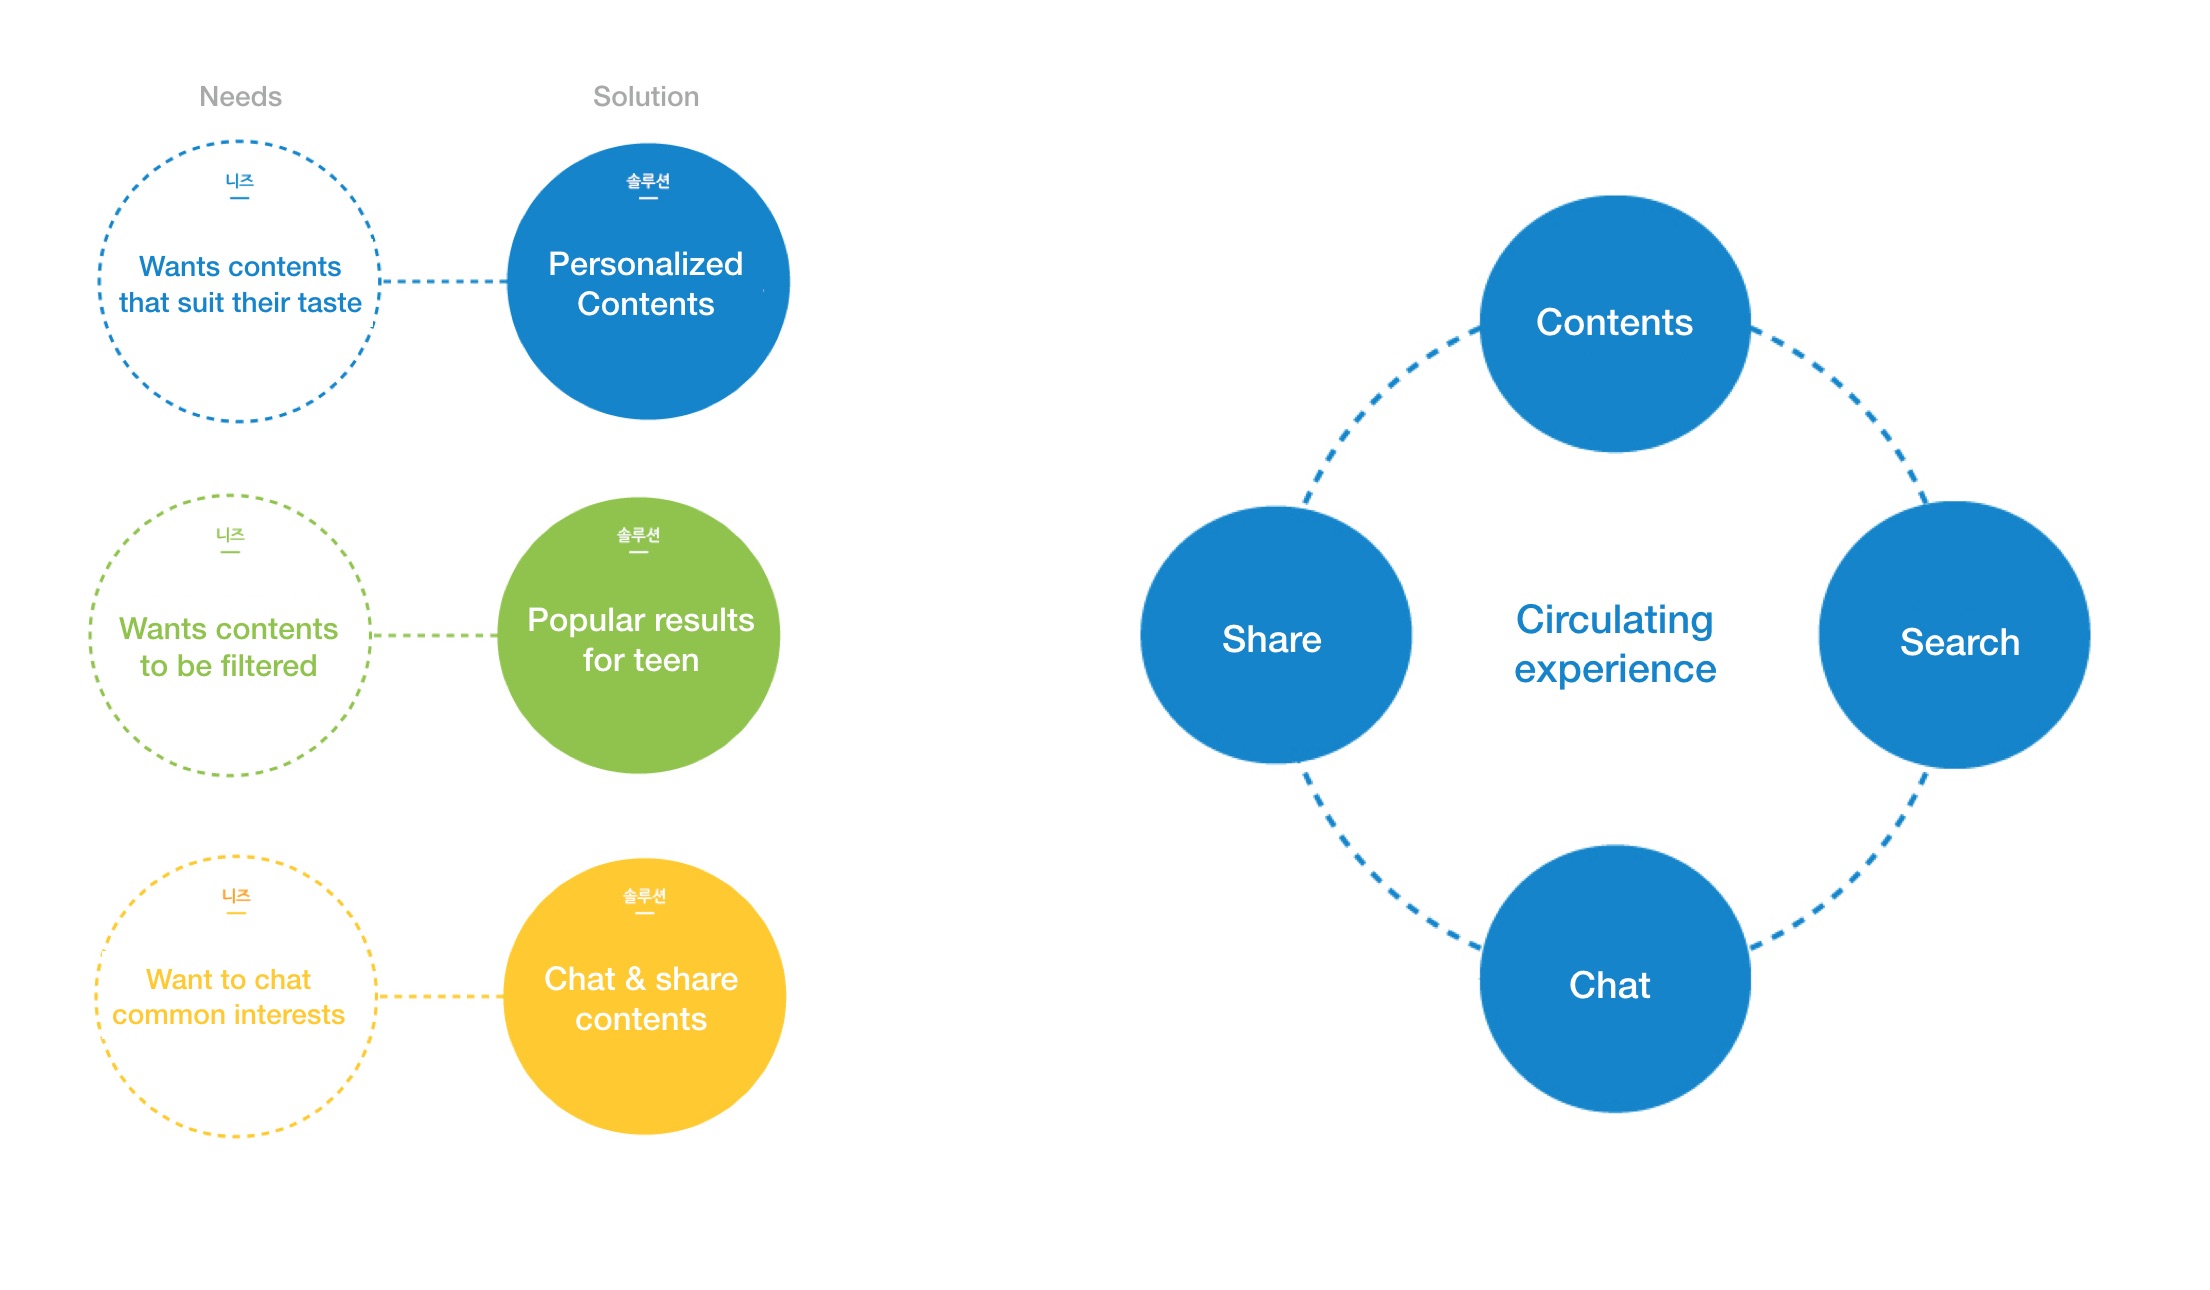 Needs
Solution
니즈
Wants contents
that suit their taste
솔루션
Personalized
Contents
니즈
Wants contents
to be filtered
솔루션
Popular results
for teen
니즈
Want to chat
common interests
솔루션
Chat & share
contents
Contents
Share
Circulating
experience
Search
Chat